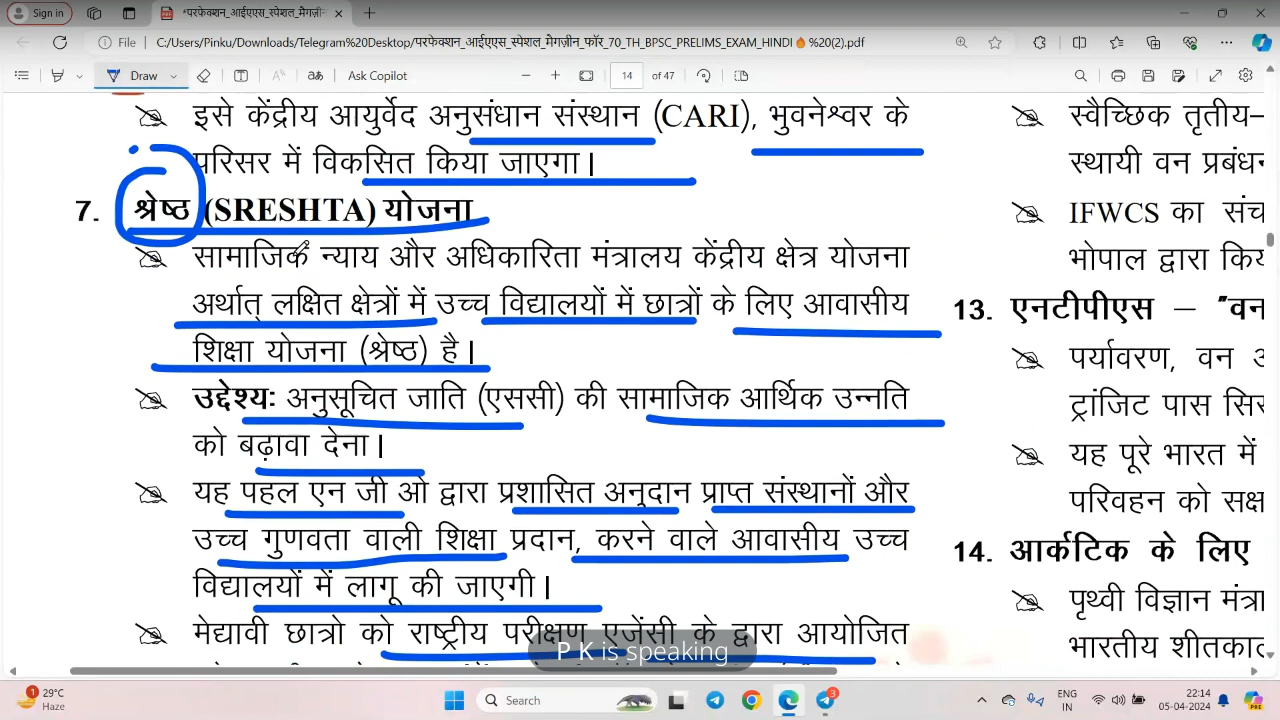 Sign in
*परफेक्शन_आईएएस_स्पेशल_मैगज़ीन_
File C:/Users/Pinku/Downloads/Telegram%20Desktop/परफेक्शन_आईएएस_स्पेशल_मैगज़ीन_फॉर_70_TH_BPSC_PRELIMS_EXAM_HINDI🔥%20(2).pdf
Draw Ask Copilot 14 of 47
इसे केंद्रीय आयुर्वेद अनुसंधान संस्थान (CARI), भुवनेश्वर के
परिसर में विकसित किया जाएगा।
7. श्रेष्ठ (SRESHTA) योजना
सामाजिक न्याय और अधिकारिता मंत्रालय केंद्रीय क्षेत्र योजना
अर्थात् लक्षित क्षेत्रों में उच्च विद्यालयों में छात्रों के लिए आवासीय
शिक्षा योजना (श्रेष्ठ) है।
उद्देश्य: अनुसूचित जाति (एससी) की सामाजिक आर्थिक उन्नति
को बढ़ावा देना।
यह पहल एन जी ओ द्वारा प्रशासित अनुदान प्राप्त संस्थानों और
उच्च गुणवता वाली शिक्षा प्रदान, करने वाले आवासीय उच्च
विद्यालयों में लागू की जाएगी।
मेद्यावी छात्रो को राष्ट्रीय परीक्षण एजेंसी के द्वारा आयोजित
स्वैच्छिक तृतीय–
स्थायी वन प्रबंधन
IFWCS का संच
भोपाल द्वारा किय
13. एनटीपीएस – "वन
पर्यावरण, वन अ
ट्रांजिट पास सिस
यह पूरे भारत में
परिवहन को सक्ष
14. आर्कटिक के लिए
पृथ्वी विज्ञान मंत्रा
भारतीय शीतकाल
P K is speaking
1
29°C
Haze
Search
3
ENG
IN
22:14
05-04-2024